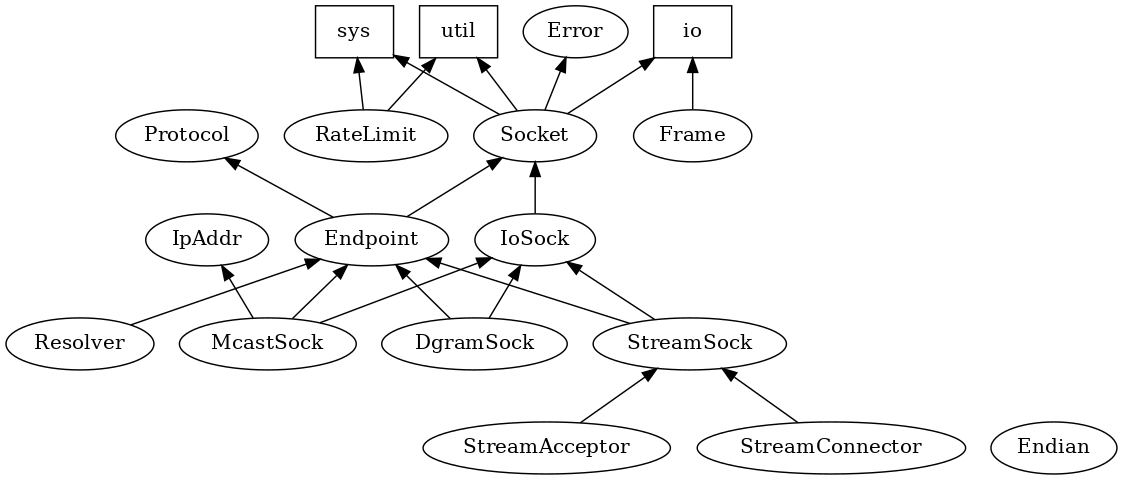 sys
util
Error
io
Protocol
RateLimit
Socket
Frame
IpAddr
Endpoint
IoSock
Resolver
McastSock
DgramSock
StreamSock
StreamAcceptor
StreamConnector
Endian